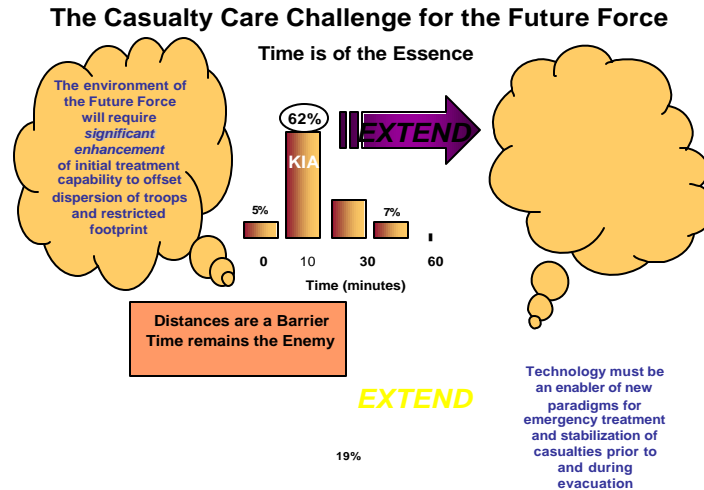 The Casualty Care Challenge for the Future Force
Time is of the Essence
The environment of
the Future Force
will require
significant
enhancement
of initial treatment
capability to offset
dispersion of troops
and restricted
footprint
62%
EXTEND
KIA
5%
7%
0 10 30 60
Time (minutes)
Distances are a Barrier
Time remains the Enemy
EXTEND
19%
Technology must be
an enabler of new
paradigms for
emergency treatment
and stabilization of
casualties prior to
and during
evacuation